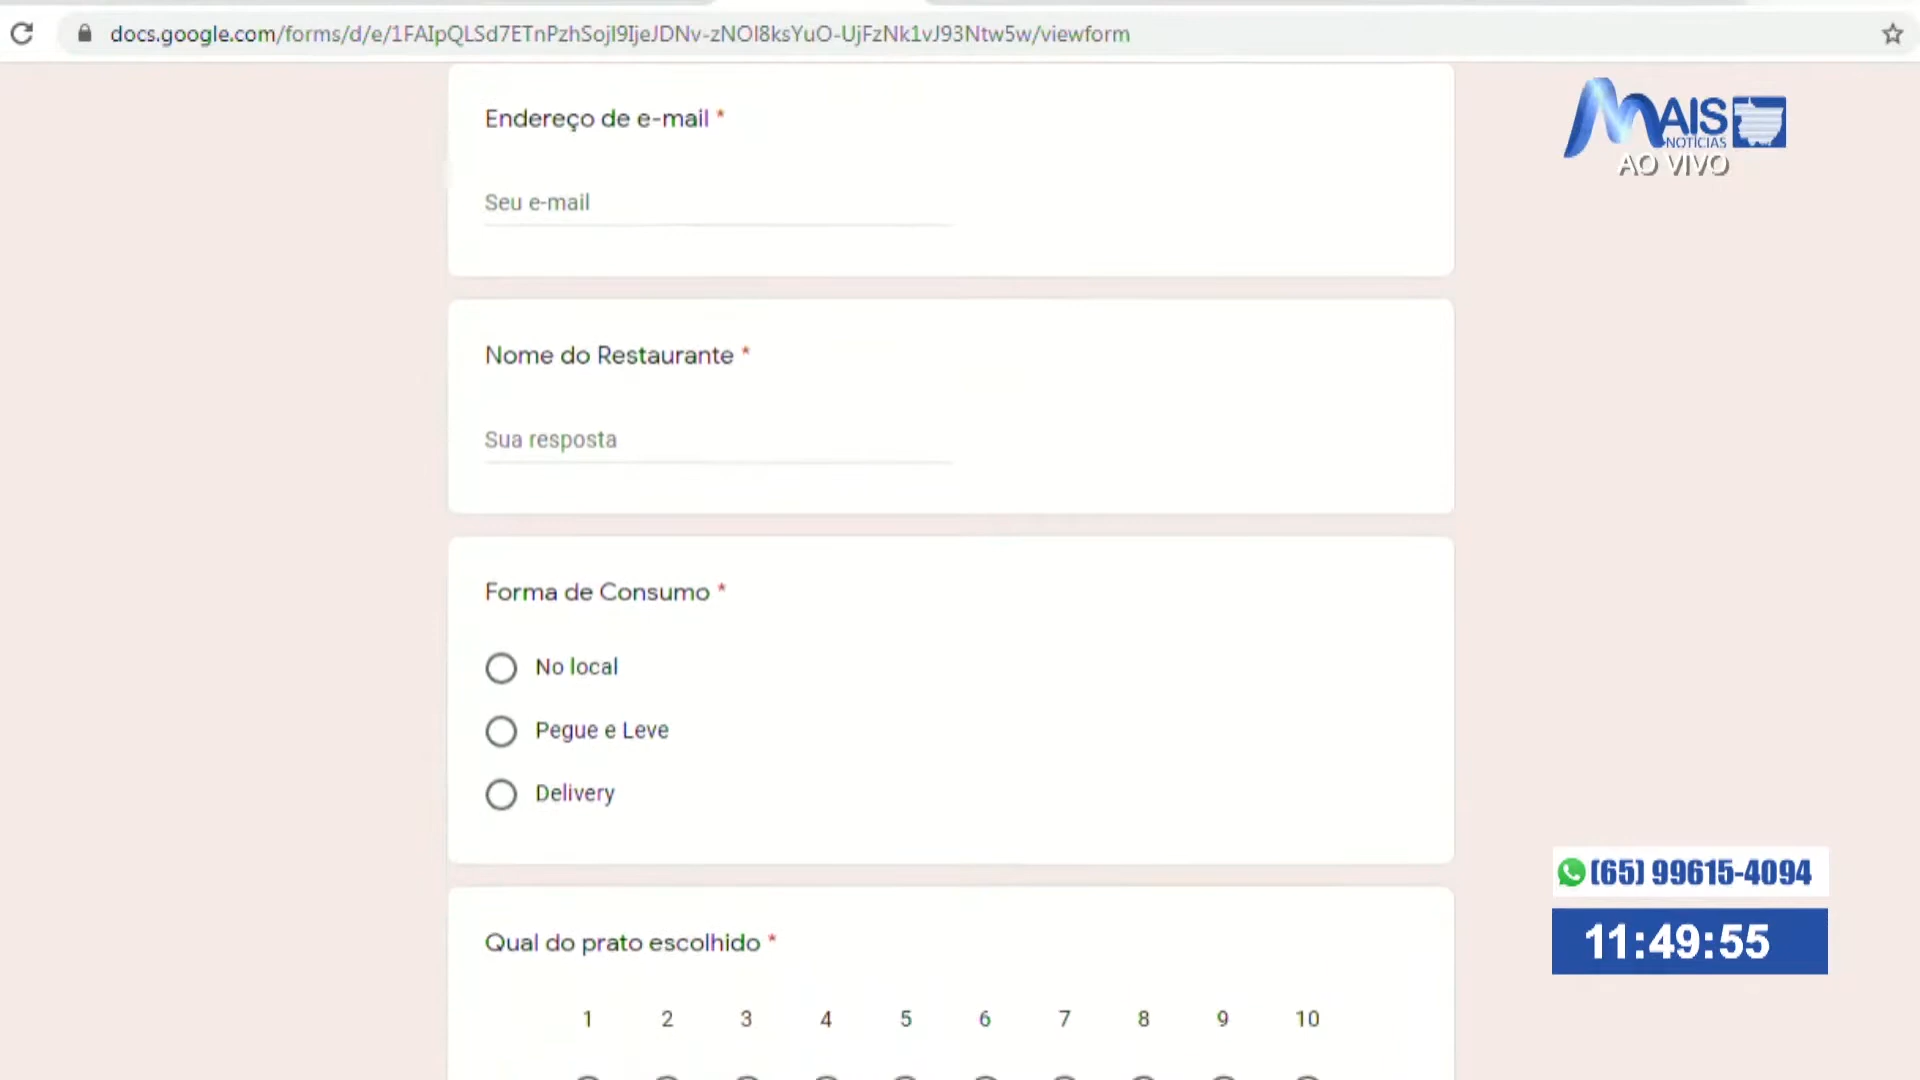 docs.google.com/forms/d/e/1FAIpQLSd7ETnPzhSojI9IjeJDNv-zNOI8ksYuO-UjFzNk1vJ93Ntw5w/viewform
MAIS
NOTÍCIAS
AO VIVO
Endereço de e-mail *
Seu e-mail
Nome do Restaurante *
Sua resposta
Forma de Consumo *
No local
Pegue e Leve
Delivery
(65) 99615-4094
11:49:55
Qual do prato escolhido *
1 2 3 4 5 6 7 8 9 10